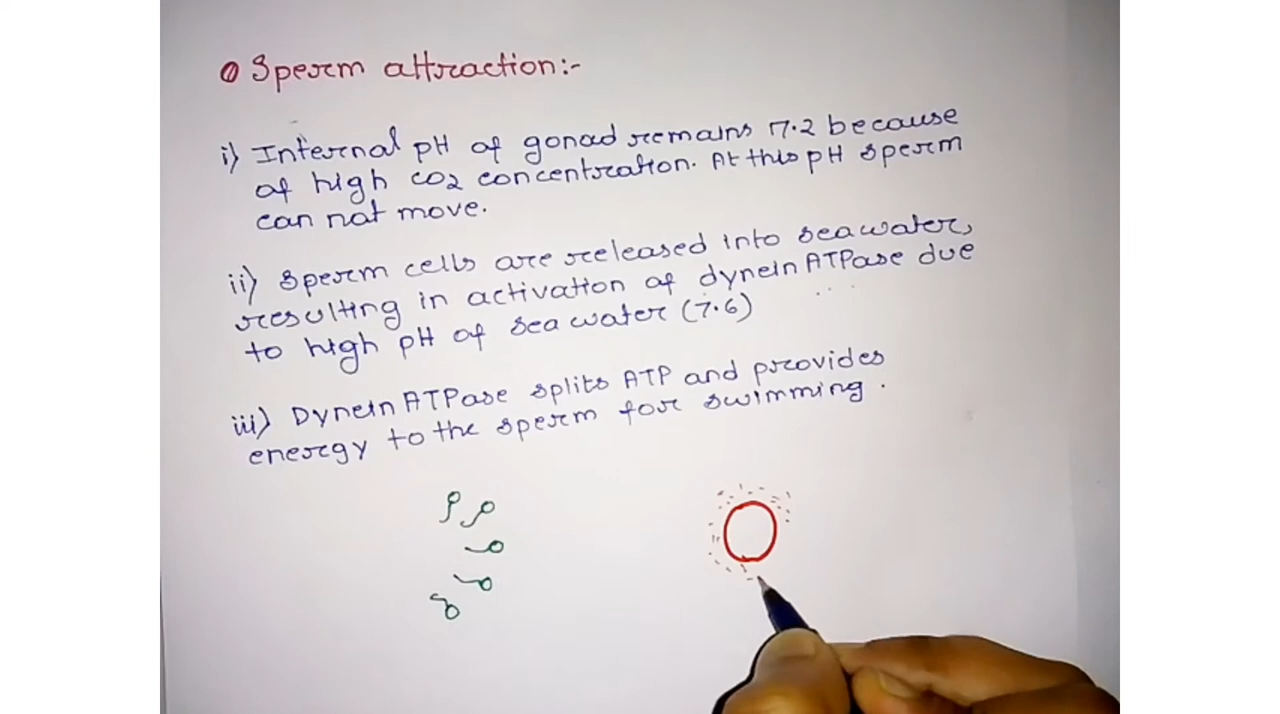 Sperm attraction:-
i) Internal pH of gonad remains 7.2 because
of high CO2 concentration. At this pH sperm
can not move.
ii) Sperm cells are released into seawater,
resulting in activation of dynein ATPase due
to high pH of sea water (7.6)
iii) Dynein ATPase splits ATP and provides
energy to the sperm for swimming.